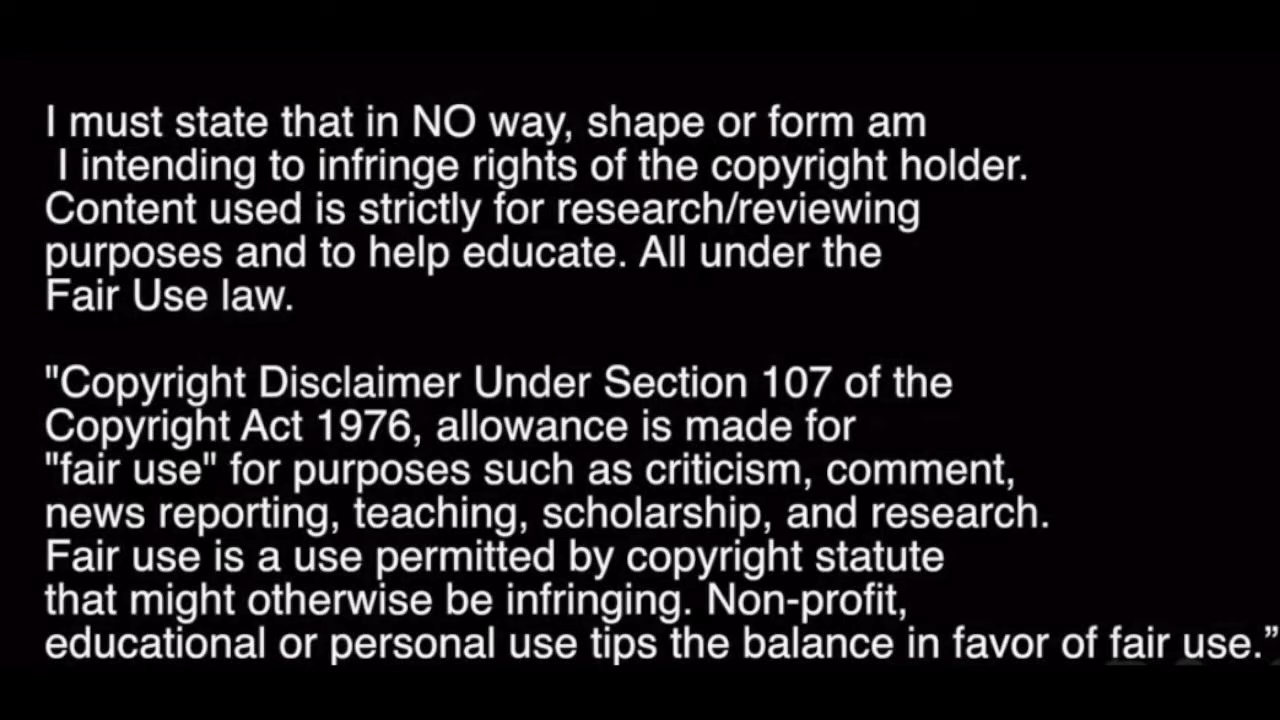 I must state that in NO way, shape or form am
I intending to infringe rights of the copyright holder.
Content used is strictly for research/reviewing
purposes and to help educate. All under the
Fair Use law.
"Copyright Disclaimer Under Section 107 of the
Copyright Act 1976, allowance is made for
"fair use" for purposes such as criticism, comment,
news reporting, teaching, scholarship, and research.
Fair use is a use permitted by copyright statute
that might otherwise be infringing. Non-profit,
educational or personal use tips the balance in favor of fair use.”